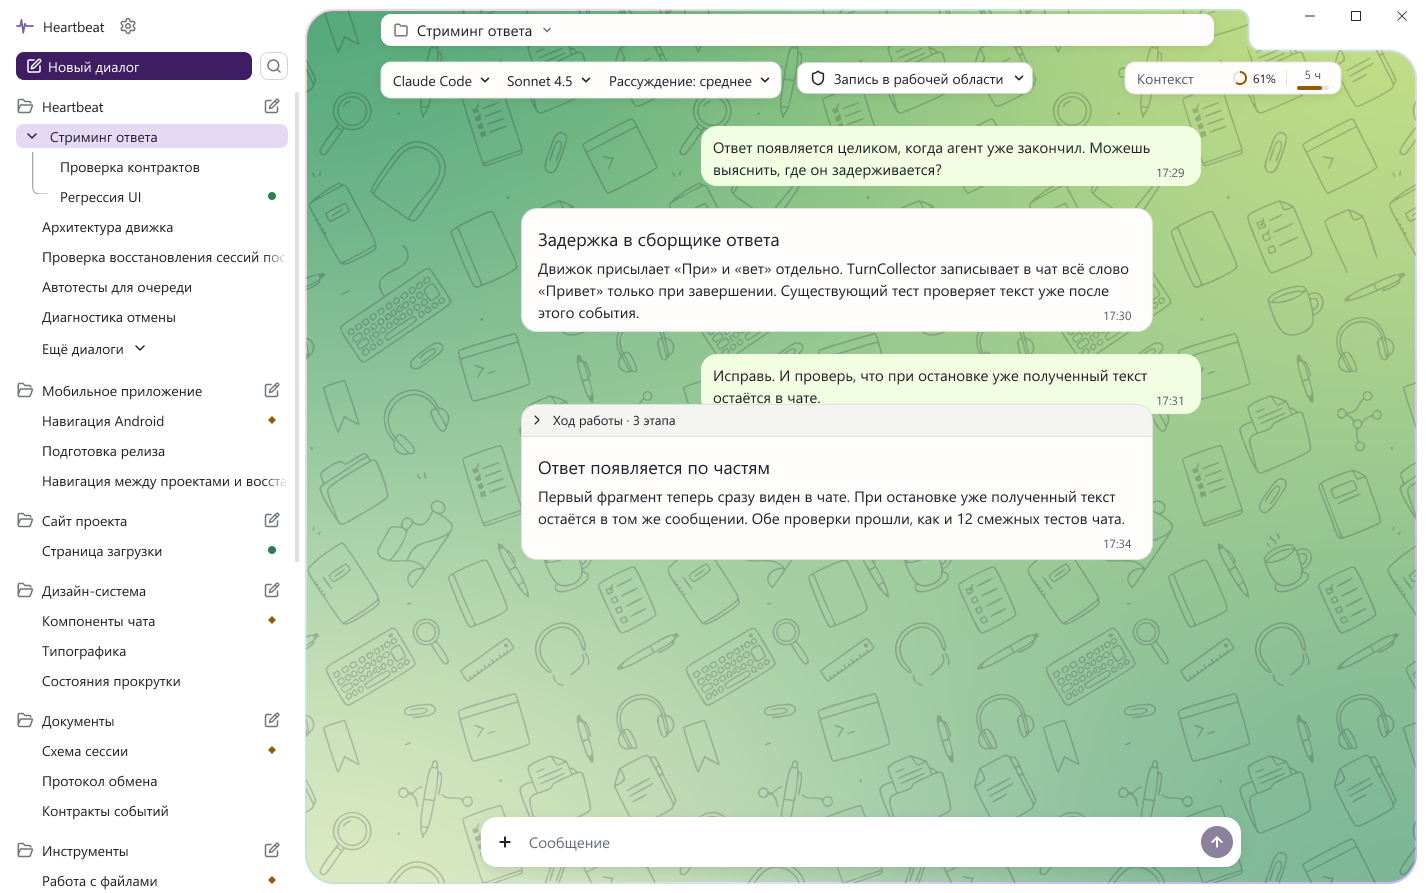 Heartbeat
Новый диалог
Heartbeat
Стриминг ответа
Проверка контрактов
Регрессия UI
Архитектура движка
Проверка восстановления сессий пос
Автотесты для очереди
Диагностика отмены
Ещё диалоги
Мобильное приложение
Навигация Android
Подготовка релиза
Навигация между проектами и восста
Сайт проекта
Страница загрузки
Дизайн-система
Компоненты чата
Типографика
Состояния прокрутки
Документы
Схема сессии
Протокол обмена
Контракты событий
Инструменты
Работа с файлами
Стриминг ответа
Claude Code Sonnet 4.5 Рассуждение: среднее Запись в рабочей области Контекст 61% 5 ч
Ответ появляется целиком, когда агент уже закончил. Можешь
выяснить, где он задерживается?
17:29
Задержка в сборщике ответа
Движок присылает «При» и «вет» отдельно. TurnCollector записывает в чат всё слово
«Привет» только при завершении. Существующий тест проверяет текст уже после
этого события.
17:30
Исправь. И проверь, что при остановке уже полученный текст
остаётся в чате.
17:31
Ход работы · 3 этапа
Ответ появляется по частям
Первый фрагмент теперь сразу виден в чате. При остановке уже полученный текст
остаётся в том же сообщении. Обе проверки прошли, как и 12 смежных тестов чата.
17:34
Сообщение